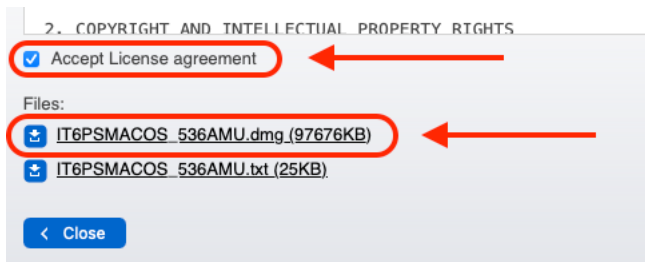 2. COPYRIGHT AND INTELLECTUAL PROPERTY RIGHTS
Accept License agreement
Files:
IT6PSMACOS_536AMU.dmg (97676KB)
IT6PSMACOS_536AMU.txt (25KB)
Close